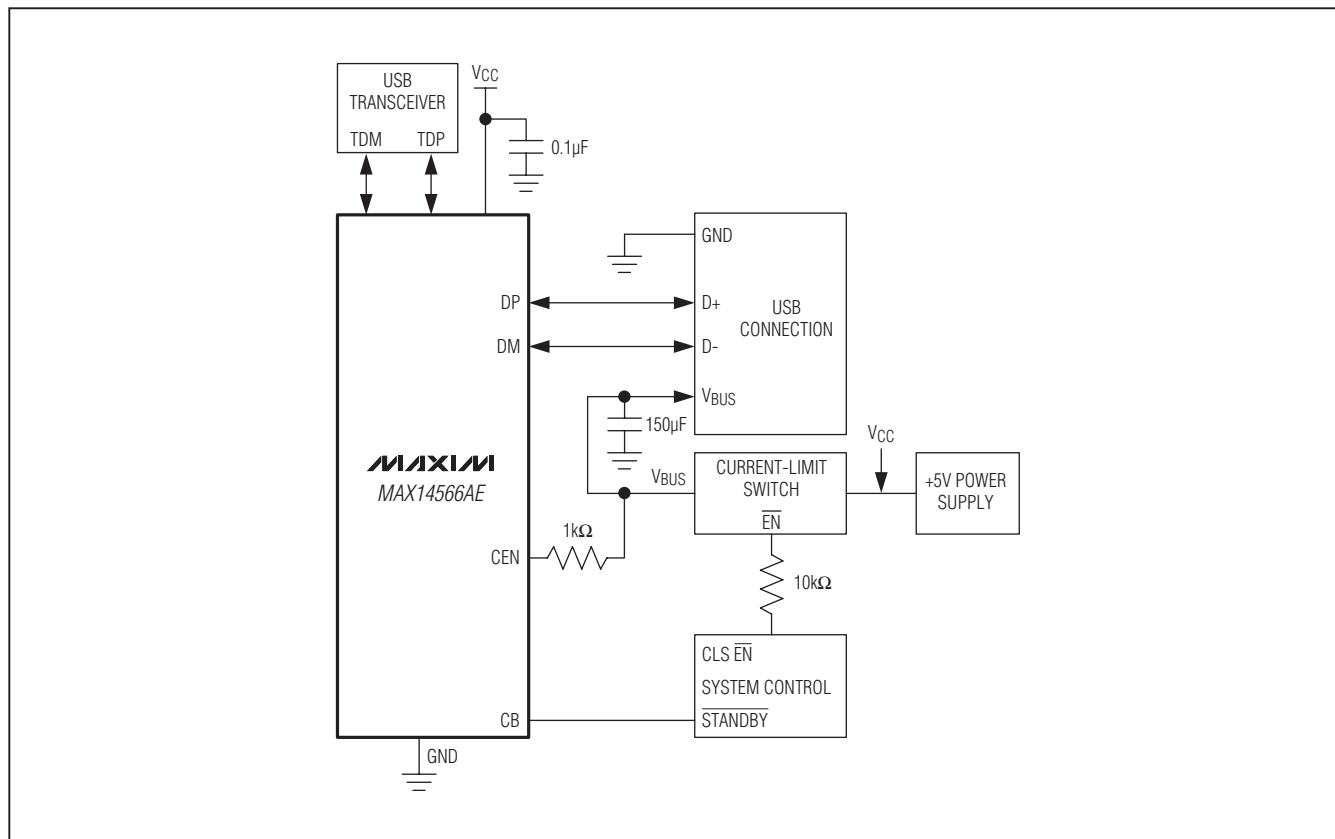 USB
TRANSCEIVER
TDM TDP
VCC
0.1µF
GND
DP
D+
USB
CONNECTION
DM
D-
VBUS
150µF
MAXIM
MAX14566AE
VBUS
CURRENT-LIMIT
SWITCH
EN
VCC
+5V POWER
SUPPLY
1kΩ
CEN
10kΩ
CLS EN
SYSTEM CONTROL
STANDBY
CB
GND